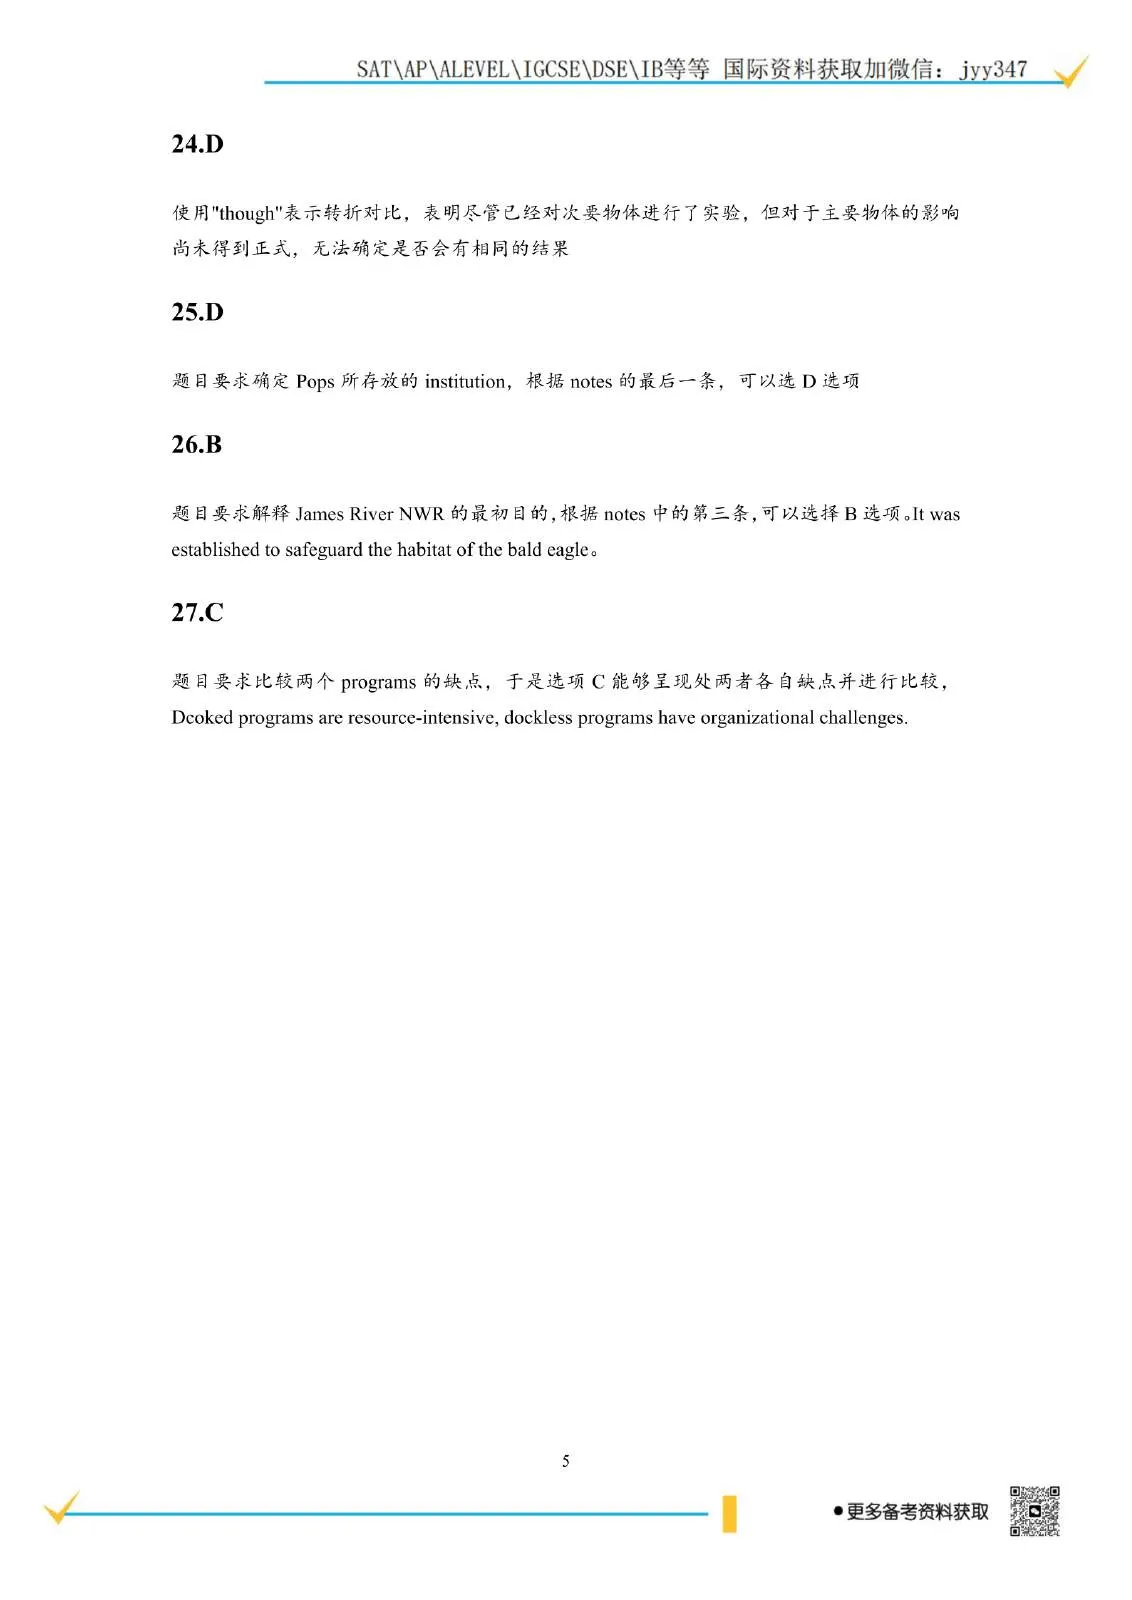 SAT\AP\ALEVEL\IGCSE\DSE\IB等等 国际资料获取加微信：jyy347
24.D
使用"though"表示转折对比，表明尽管已经对次要物体进行了实验，但对于主要物体的影响
尚未得到正式，无法确定是否会有相同的结果
25.D
题目要求确定 Pops 所存放的 institution，根据 notes 的最后一条，可以选 D 选项
26.B
题目要求解释 James River NWR 的最初目的，根据 notes 中的第三条，可以选择 B 选项。It was
established to safeguard the habitat of the bald eagle。
27.C
题目要求比较两个 programs 的缺点，于是选项 C 能够呈现处两者各自缺点并进行比较，
Dcoked programs are resource-intensive, dockless programs have organizational challenges.
5
●更多备考资料获取